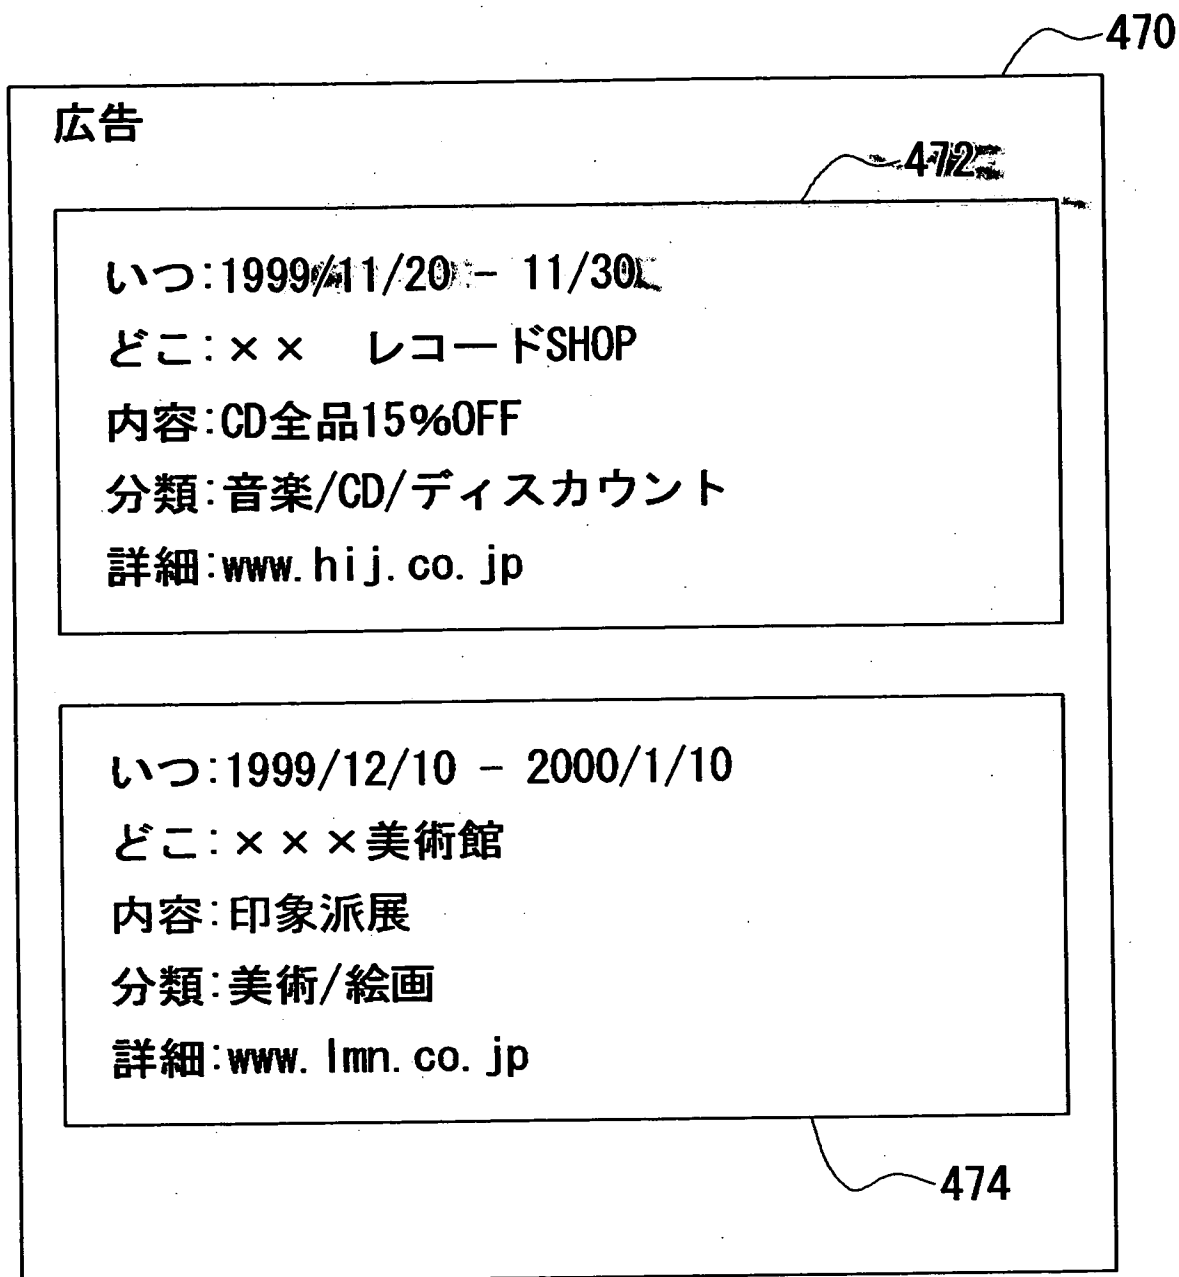 470
広告
472
いつ:1999/11/20 - 11/30
どこ:×× レコードSHOP
内容:CD全品15%OFF
分類:音楽/CD/ディスカウント
詳細:www.hij.co.jp
いつ:1999/12/10 - 2000/1/10
どこ:×××美術館
内容:印象派展
分類:美術/絵画
詳細:www.lmn.co.jp
474